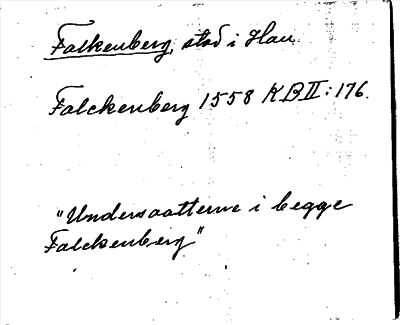 Falkenberg, stad i Hall.
Falckenberg 1558 KB II: 176.
"Undersaatterne i begge
Falckenberg"